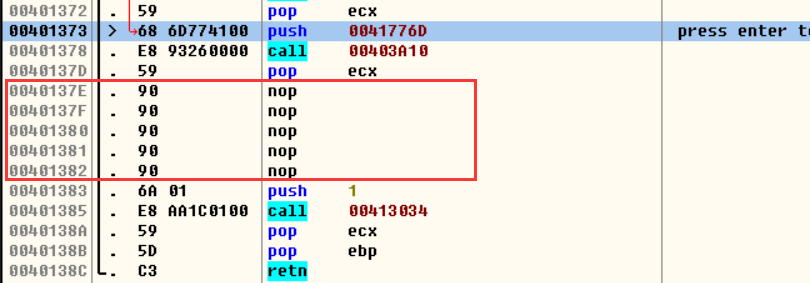 00401372 . 59 pop ecx
00401373 > 68 6D774100 push 0041776D press enter to
00401378 . E8 93260000 call 00403A10
0040137D . 59 pop ecx
0040137E . 90 nop
0040137F . 90 nop
00401380 . 90 nop
00401381 . 90 nop
00401382 . 90 nop
00401383 . 6A 01 push 1
00401385 . E8 AA1C0100 call 00413034
0040138A . 59 pop ecx
0040138B . 5D pop ebp
0040138C . C3 retn